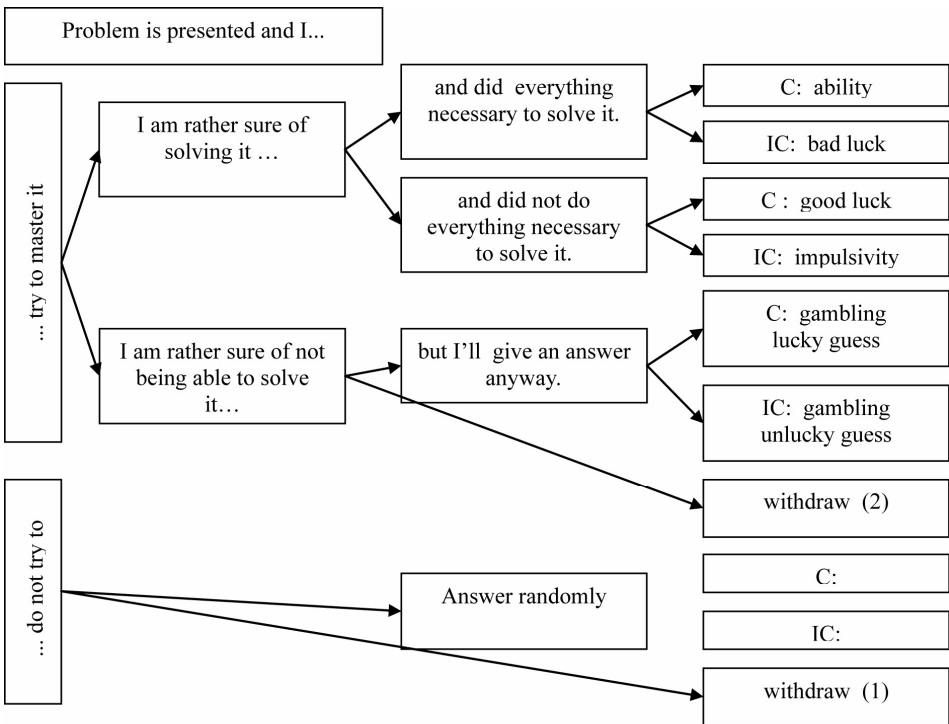 Problem is presented and I...
... try to master it
I am rather sure of
solving it …
and did everything
necessary to solve it.
C: ability
IC: bad luck
and did not do
everything necessary
to solve it.
C : good luck
IC: impulsivity
I am rather sure of not
being able to solve
it…
but I’ll give an answer
anyway.
C: gambling
lucky guess
IC: gambling
unlucky guess
withdraw (2)
... do not try to
Answer randomly
C:
IC:
withdraw (1)